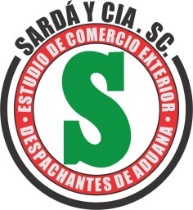 SARDÁ Y CIA. SC.
• ESTUDIO DE COMERCIO EXTERIOR •
DESPACHANTES DE ADUANA
S